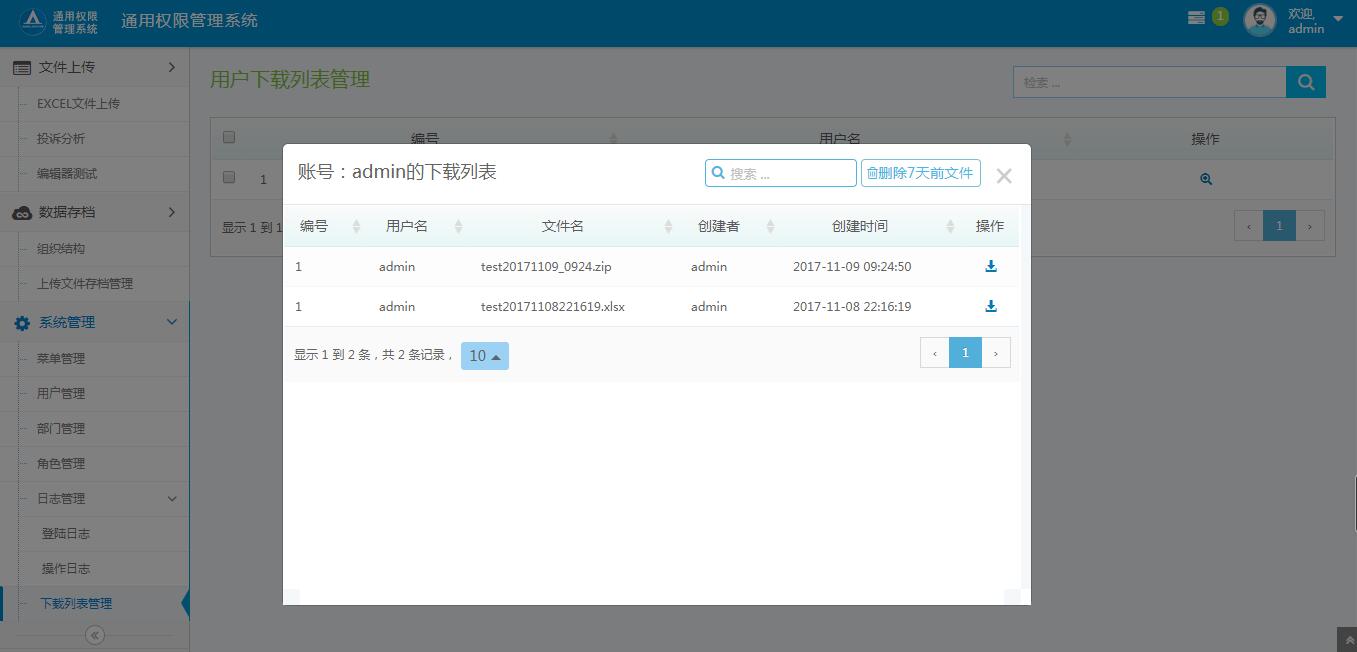 通用权限
管理系统
通用权限管理系统
1
欢迎,
admin
文件上传
EXCEL文件上传
投诉分析
编辑器测试
数据存档
组织结构
上传文件存档管理
系统管理
菜单管理
用户管理
部门管理
角色管理
日志管理
登陆日志
操作日志
下载列表管理
用户下载列表管理
检索 ...
编号 用户名 操作
1
显示 1 到 1
‹ 1 ›
账号：admin的下载列表
搜索 ...
删除7天前文件
编号 用户名 文件名 创建者 创建时间 操作
1 admin test20171109_0924.zip admin 2017-11-09 09:24:50
1 admin test20171108221619.xlsx admin 2017-11-08 22:16:19
显示 1 到 2 条，共 2 条记录， 10
‹ 1 ›